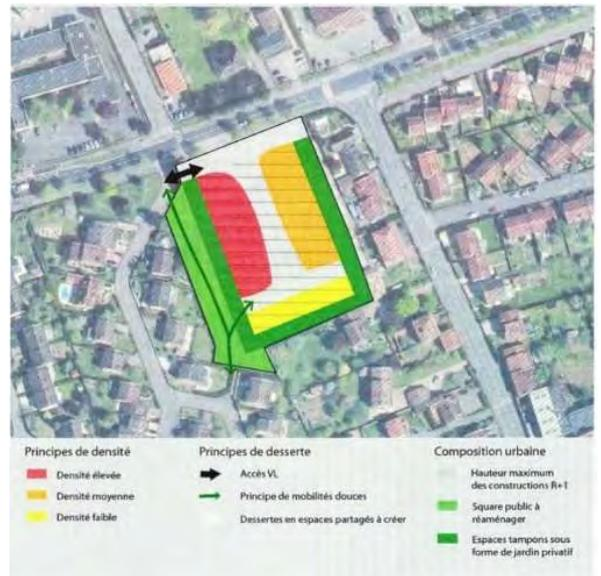 Principes de densité
Densité élevée
Densité moyenne
Densité faible
Principes de desserte
Accès VL
Principe de mobilités douces
Dessertes en espaces partagés à créer
Composition urbaine
Hauteur maximum
des constructions R+1
Square public à
réaménager
Espaces tampons sous
forme de jardin privatif